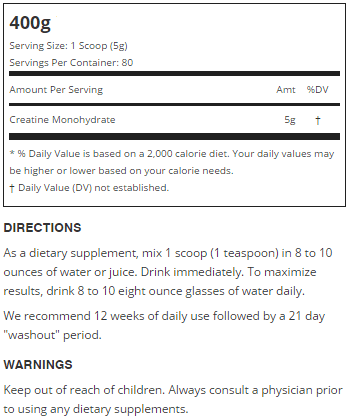 400g
Serving Size: 1 Scoop (5g)
Servings Per Container: 80
Amount Per Serving Amt %DV
Creatine Monohydrate 5g †
* % Daily Value is based on a 2,000 calorie diet. Your daily values may
be higher or lower based on your calorie needs.
† Daily Value (DV) not established.
DIRECTIONS
As a dietary supplement, mix 1 scoop (1 teaspoon) in 8 to 10
ounces of water or juice. Drink immediately. To maximize
results, drink 8 to 10 eight ounce glasses of water daily.
We recommend 12 weeks of daily use followed by a 21 day
"washout" period.
WARNINGS
Keep out of reach of children. Always consult a physician prior
to using any dietary supplements.